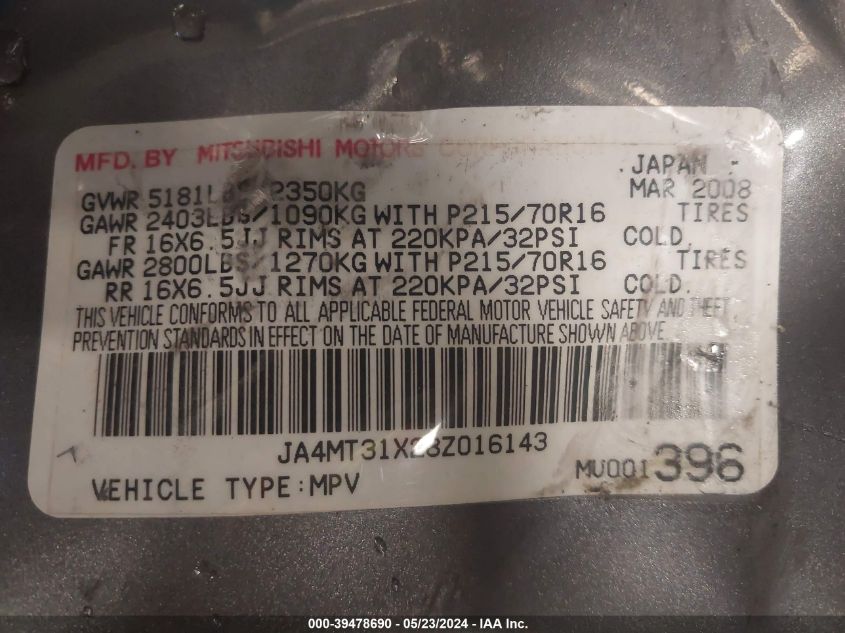 MFD. BY MITSUBISHI MOTORS CORPORATION JAPAN
GVWR 5181LBS/2350KG MAR 2008
GAWR 2403LBS/1090KG WITH P215/70R16 TIRES
FR 16X6.5JJ RIMS AT 220KPA/32PSI COLD.
GAWR 2800LBS/1270KG WITH P215/70R16 TIRES
RR 16X6.5JJ RIMS AT 220KPA/32PSI COLD.
THIS VEHICLE CONFORMS TO ALL APPLICABLE FEDERAL MOTOR VEHICLE SAFETY AND THEFT
PREVENTION STANDARDS IN EFFECT ON THE DATE OF MANUFACTURE SHOWN ABOVE.
JA4MT31X28Z016143
MU001396
VEHICLE TYPE:MPV
000-39478690 - 05/23/2024 - IAA Inc.